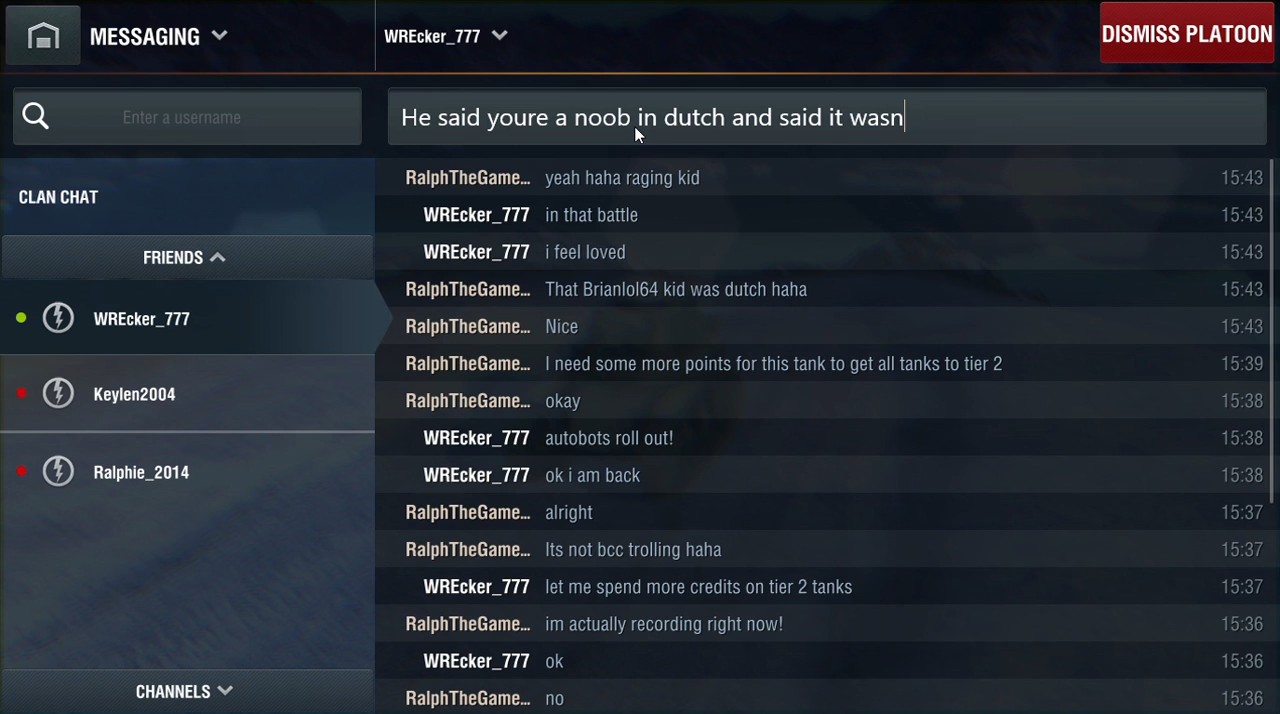 MESSAGING
WREcker_777
DISMISS PLATOON
Enter a username
He said youre a noob in dutch and said it wasn
CLAN CHAT
FRIENDS
WREcker_777
Keylen2004
Ralphie_2014
CHANNELS
RalphTheGame... yeah haha raging kid 15:43
WREcker_777 in that battle 15:43
WREcker_777 i feel loved 15:43
RalphTheGame... That Brianlol64 kid was dutch haha 15:43
RalphTheGame... Nice 15:43
RalphTheGame... I need some more points for this tank to get all tanks to tier 2 15:39
RalphTheGame... okay 15:38
WREcker_777 autobots roll out! 15:38
WREcker_777 ok i am back 15:38
RalphTheGame... alright 15:37
RalphTheGame... Its not bcc trolling haha 15:37
WREcker_777 let me spend more credits on tier 2 tanks 15:37
RalphTheGame... im actually recording right now! 15:36
WREcker_777 ok 15:36
RalphTheGame... no 15:36